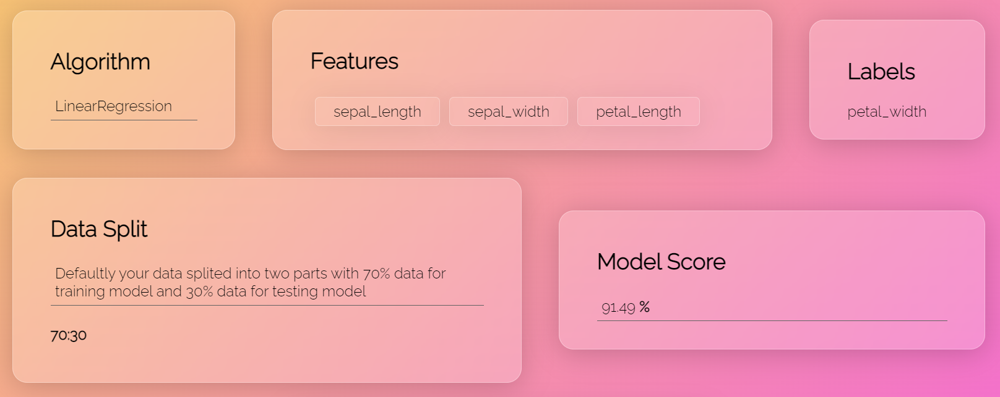 Algorithm
LinearRegression
Features
sepal_length sepal_width petal_length
Labels
petal_width
Data Split
Defaultly your data splited into two parts with 70% data for
training model and 30% data for testing model
70:30
Model Score
91.49 %